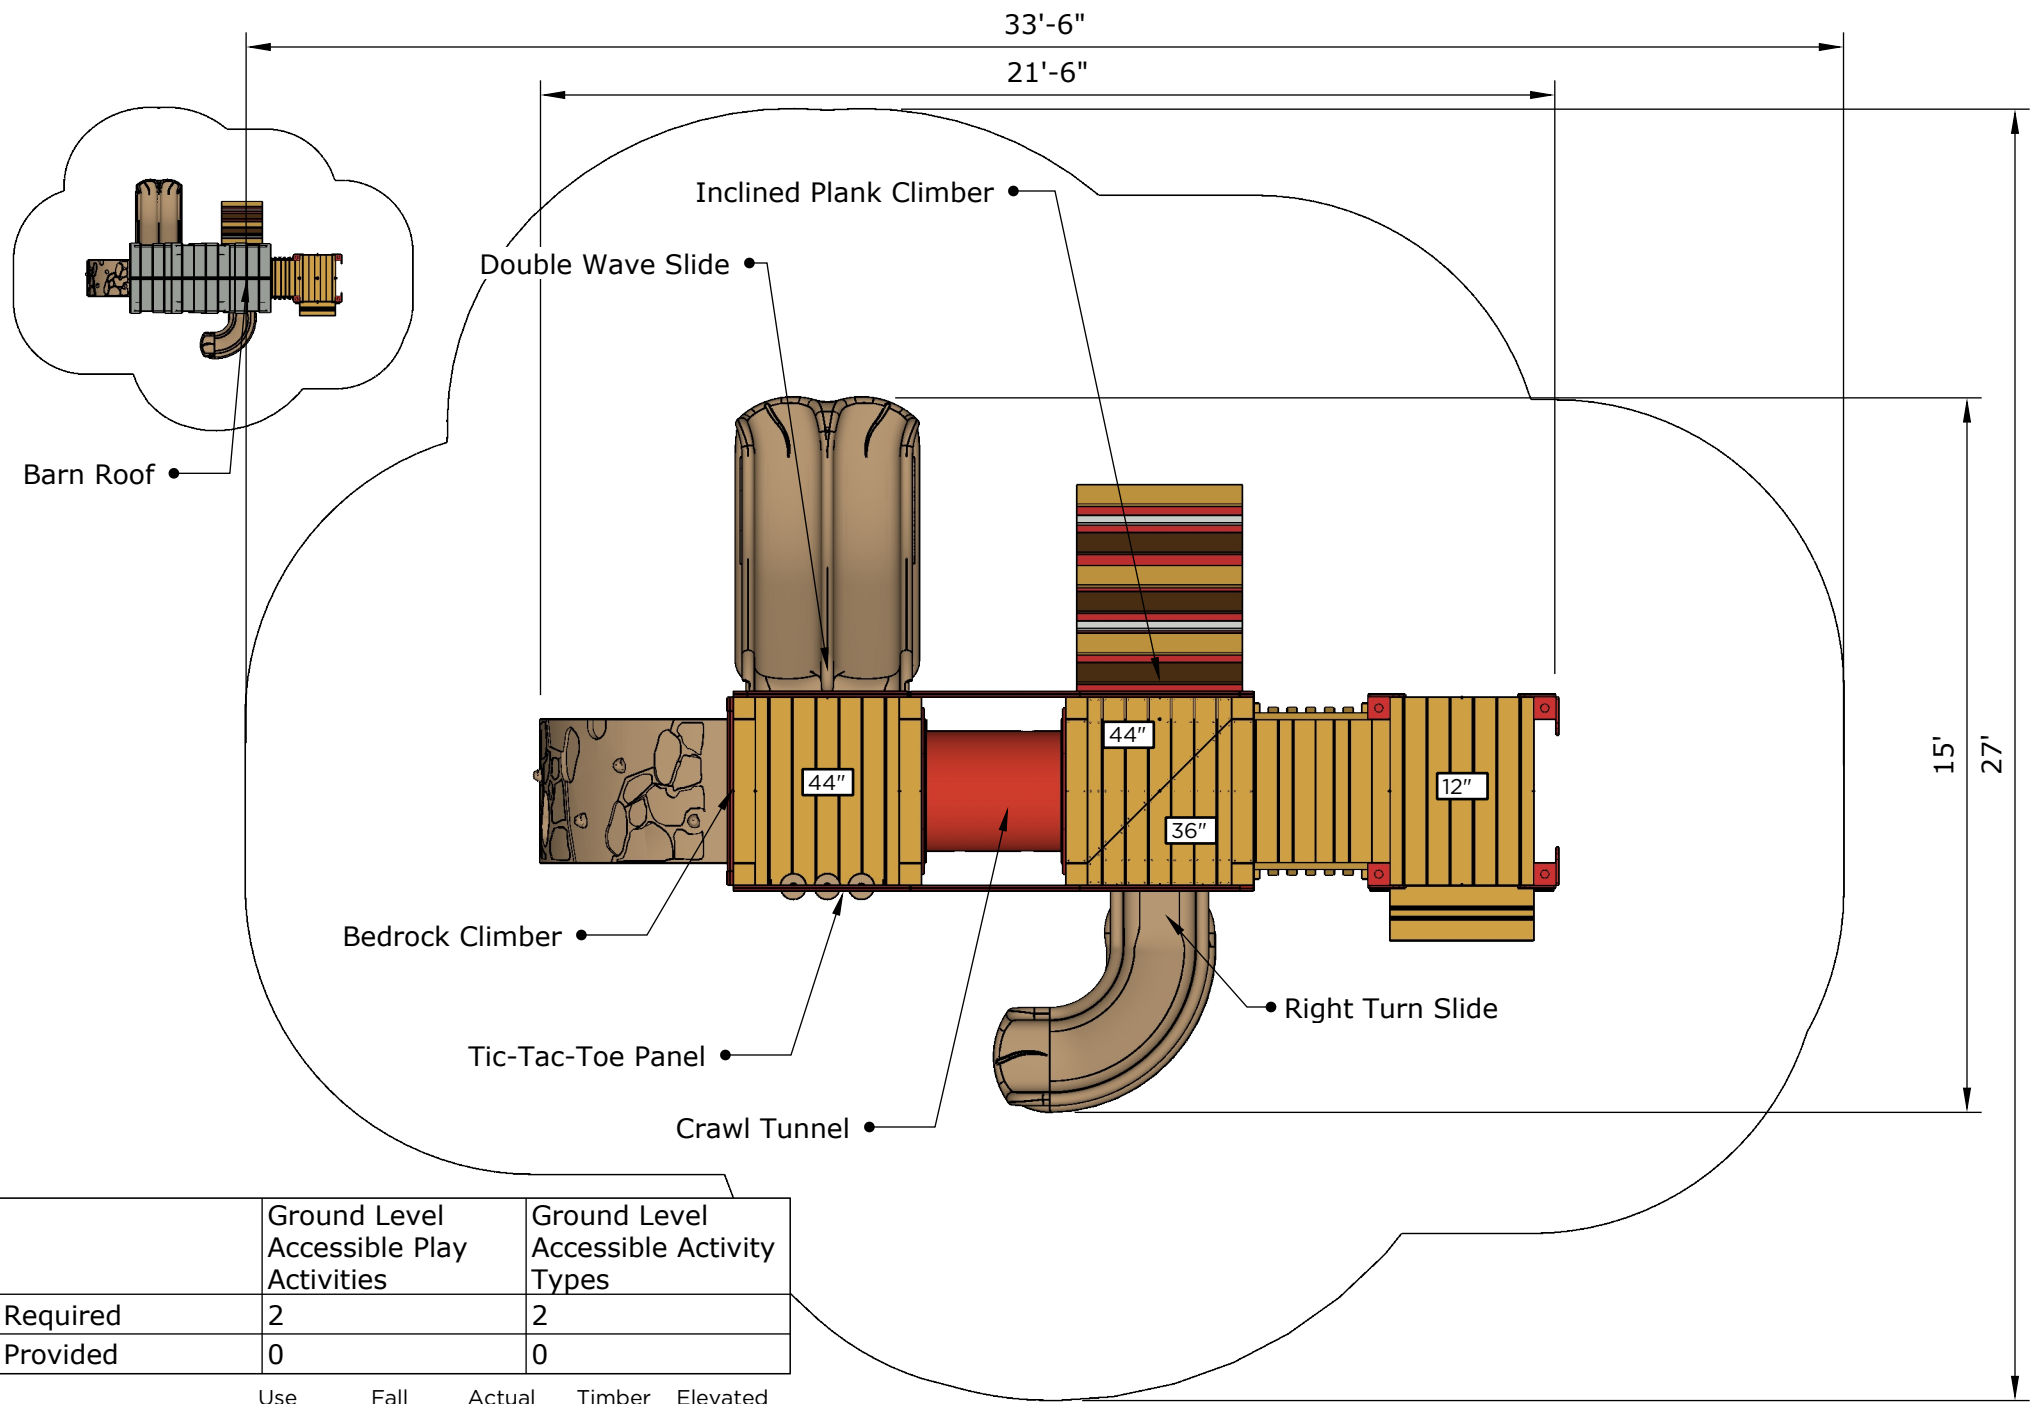 33'-6"
21'-6"
Inclined Plank Climber
Double Wave Slide
Barn Roof
44"
44"
36"
12"
15'
27'
Bedrock Climber
Right Turn Slide
Tic-Tac-Toe Panel
Crawl Tunnel
Ground Level
Accessible Play
Activities
Ground Level
Accessible Activity
Types
Required 2 2
Provided 0 0
Use Fall Actual Timber Elevated